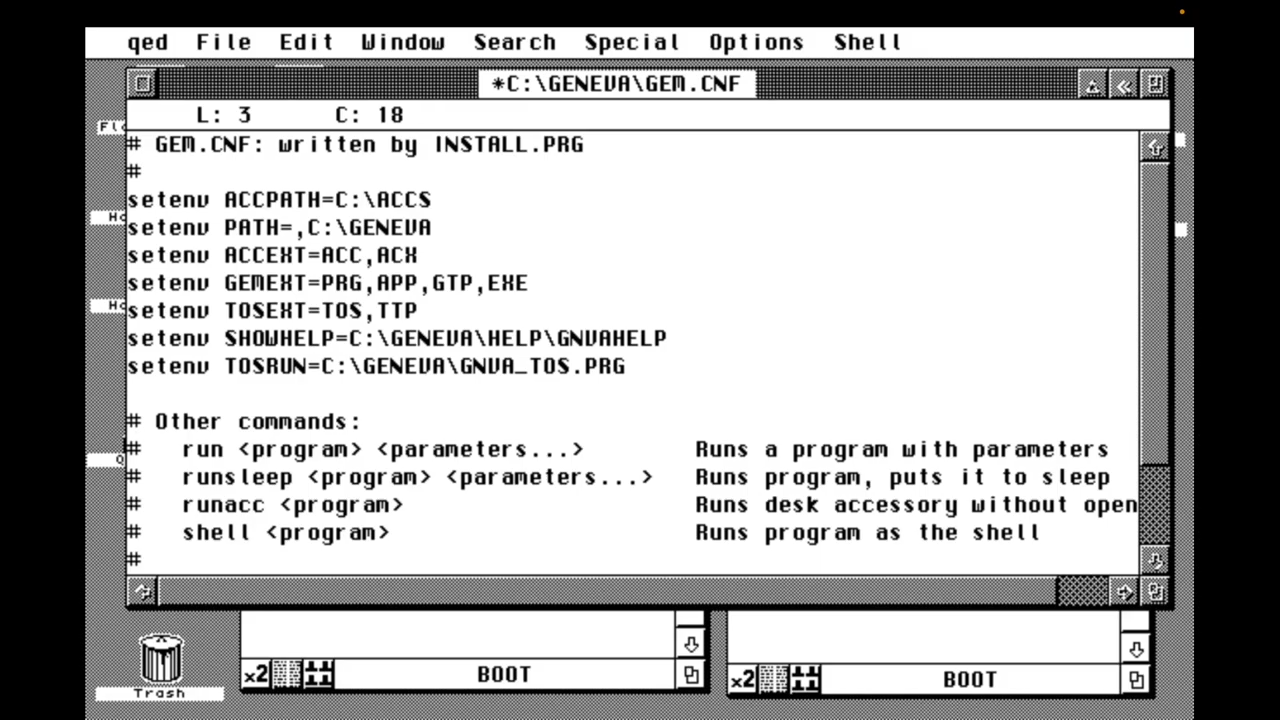 qed File Edit Window Search Special Options Shell
*C:\GENEVA\GEM.CNF
L: 3 C: 18
# GEM.CNF: written by INSTALL.PRG
#
setenv ACCPATH=C:\ACCS
setenv PATH=,C:\GENEVA
setenv ACCEXT=ACC,ACX
setenv GEMEXT=PRG,APP,GTP,EXE
setenv TOSEXT=TOS,TTP
setenv SHOWHELP=C:\GENEVA\HELP\GNVAHELP
setenv TOSRUN=C:\GENEVA\GNVA_TOS.PRG
# Other commands:
# run <program> <parameters...> Runs a program with parameters
# runsleep <program> <parameters...> Runs program, puts it to sleep
# runacc <program> Runs desk accessory without open
# shell <program> Runs program as the shell
#
Flo
Ha
Ha
Q
x2 BOOT
x2 BOOT
Trash